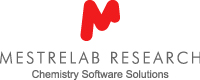 MESTRELAB RESEARCH
Chemistry Software Solutions